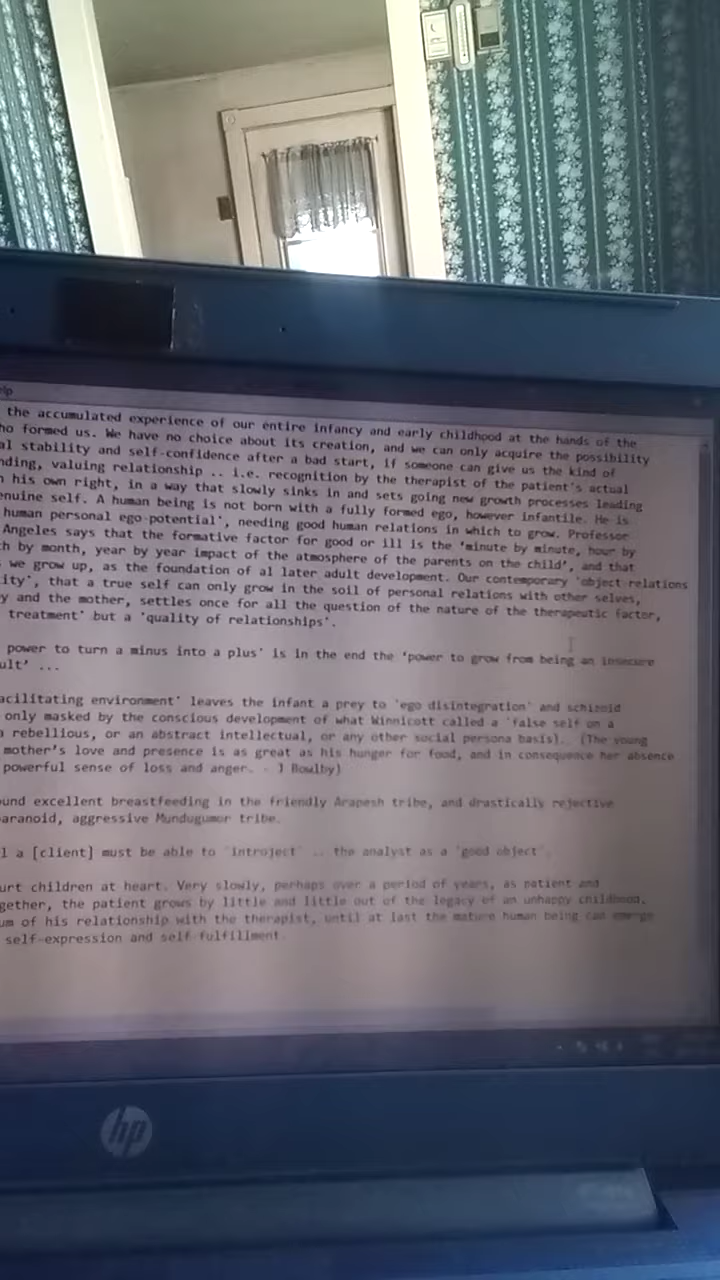 the accumulated experience of our entire infancy and early childhood at the hands of the
ho formed us. We have no choice about its creation, and we can only acquire the possibility
al stability and self-confidence after a bad start, if someone can give us the kind of
nding, valuing relationship .. i.e. recognition by the therapist of the patient's actual
n his own right, in a way that slowly sinks in and sets going new growth processes leading
enuine self. A human being is not born with a fully formed ego, however infantile. He is
human personal ego-potential', needing good human relations in which to grow. Professor
Angeles says that the formative factor for good or ill is the 'minute by minute, hour by
th by month, year by year impact of the atmosphere of the parents on the child', and that
we grow up, as the foundation of al later adult development. Our contemporary 'object-relations
ity', that a true self can only grow in the soil of personal relations with other selves,
y and the mother, settles once for all the question of the nature of the therapeutic factor,
treatment' but a 'quality of relationships'.
power to turn a minus into a plus' is in the end the 'power to grow from being an insecure
ult' ...
acilitating environment' leaves the infant a prey to 'ego disintegration' and schizoid
only masked by the conscious development of what Winnicott called a 'false self on a
a rebellious, or an abstract intellectual, or any other social persona basis). (The young
mother's love and presence is as great as his hunger for food, and in consequence her absence
powerful sense of loss and anger. - J Bowlby)
und excellent breastfeeding in the friendly Arapesh tribe, and drastically rejective
aranoid, aggressive Mundugumor tribe.
l a [client] must be able to 'introject' .. the analyst as a 'good object'.
urt children at heart. Very slowly, perhaps over a period of years, as patient and
gether, the patient grows by little and little out of the legacy of an unhappy childhood,
um of his relationship with the therapist, until at last the mature human being can emerge
self-expression and self-fulfillment.
hp